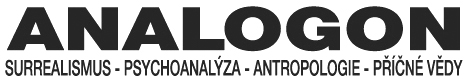 ANALOGON
SURREALISMUS - PSYCHOANALÝZA - ANTROPOLOGIE - PŘÍČNÉ VĚDY